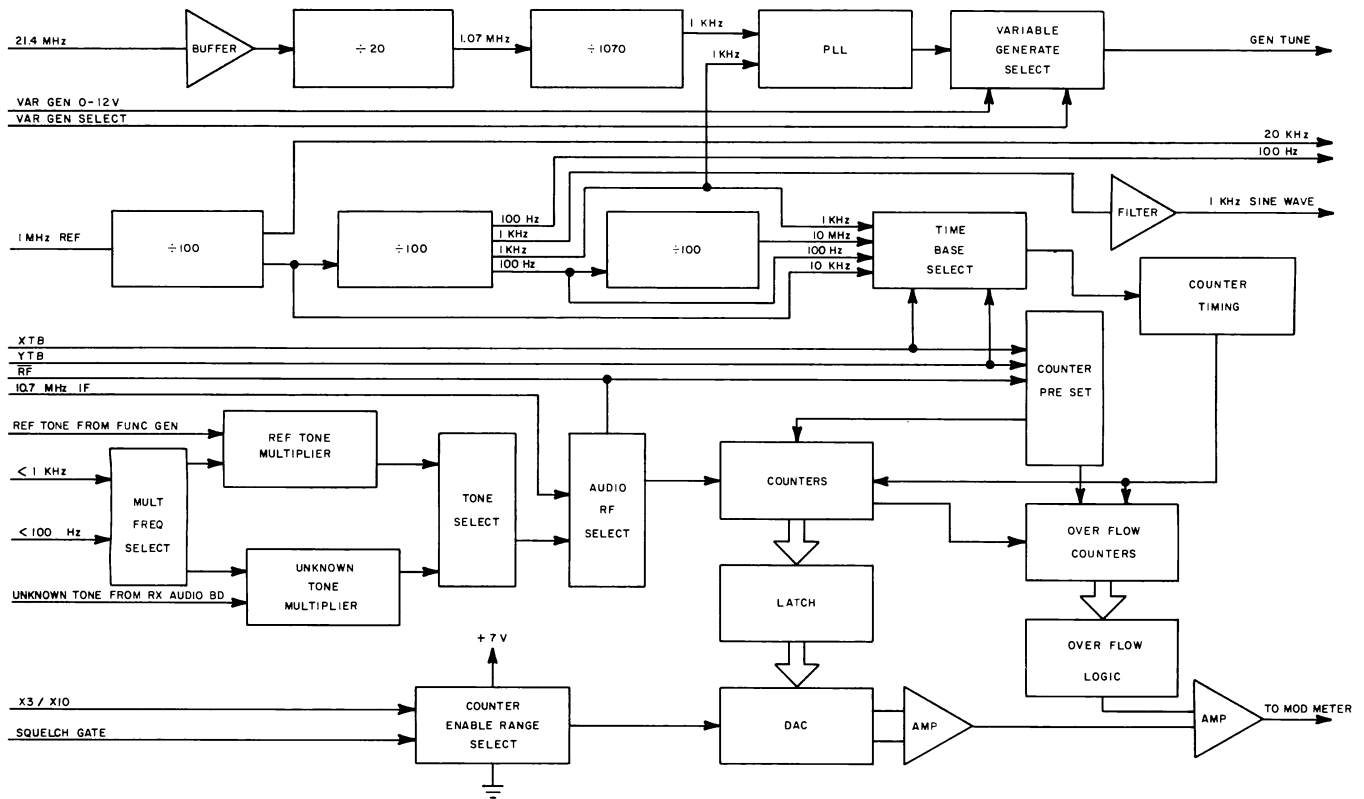 21.4 MHz
BUFFER
÷20
1.07 MHz
÷1070
1 KHz
1 KHz
PLL
VARIABLE
GENERATE
SELECT
GEN TUNE
VAR GEN 0-12V
VAR GEN SELECT
20 KHz
100 Hz
1 MHz REF
÷100
÷100
100 Hz
1 KHz
1 KHz
100 Hz
÷100
1 KHz
10 MHz
100 Hz
10 KHz
TIME
BASE
SELECT
FILTER
1 KHz SINE WAVE
COUNTER
TIMING
XTB
YTB
RF
10.7 MHz IF
COUNTER
PRE SET
REF TONE FROM FUNC GEN
REF TONE
MULTIPLIER
< 1 KHz
MULT
FREQ
SELECT
<100 Hz
TONE
SELECT
AUDIO
RF
SELECT
COUNTERS
OVER FLOW
COUNTERS
UNKNOWN
TONE
MULTIPLIER
UNKNOWN TONE FROM RX AUDIO BD
LATCH
+7V
OVER FLOW
LOGIC
X3 / X10
SQUELCH GATE
COUNTER
ENABLE RANGE
SELECT
DAC
AMP
AMP
TO MOD METER